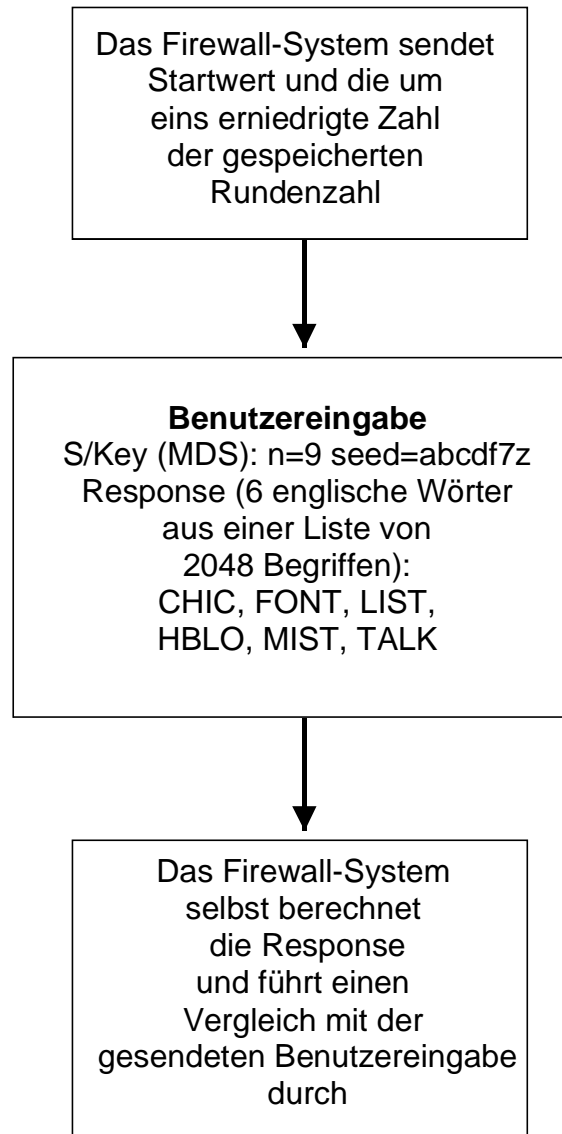 Das Firewall-System sendet
Startwert und die um
eins erniedrigte Zahl
der gespeicherten
Rundenzahl
Benutzereingabe
S/Key (MDS): n=9 seed=abcdf7z
Response (6 englische Wörter
aus einer Liste von
2048 Begriffen):
CHIC, FONT, LIST,
HBLO, MIST, TALK
Das Firewall-System
selbst berechnet
die Response
und führt einen
Vergleich mit der
gesendeten Benutzereingabe
durch